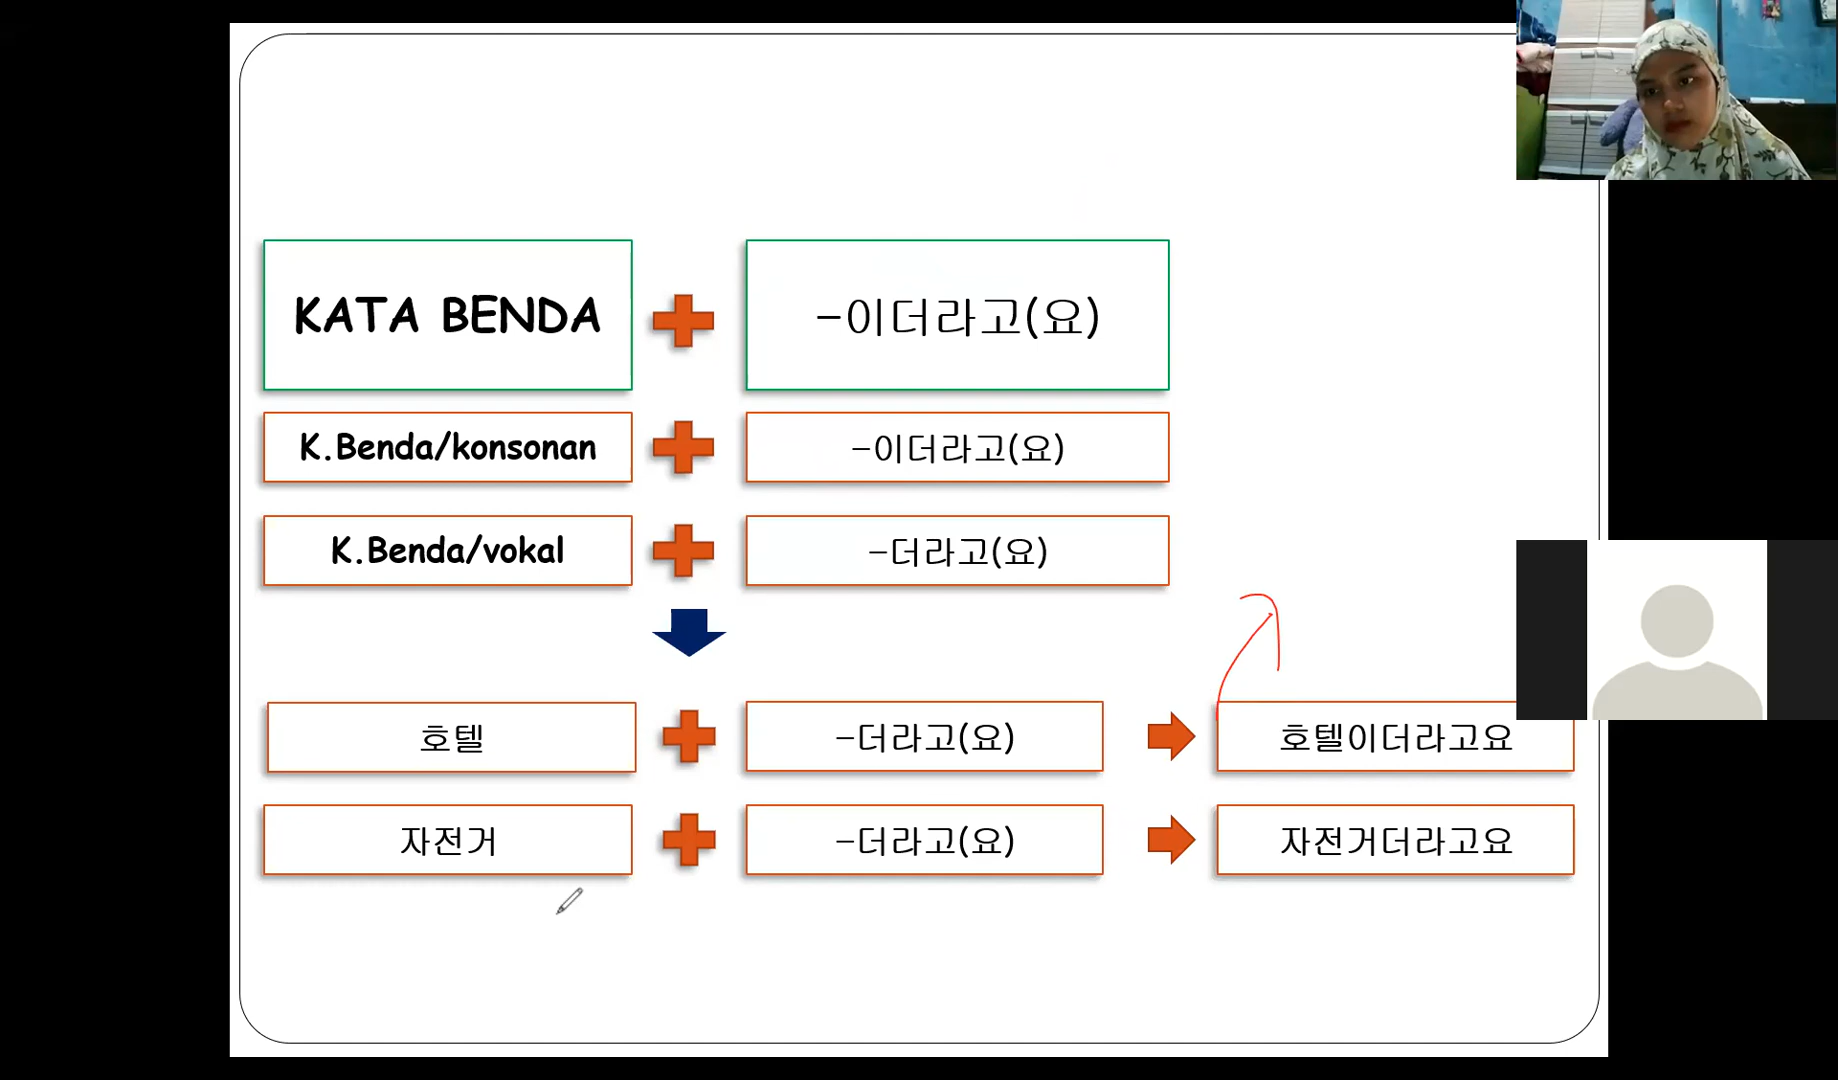 KATA BENDA
-이더라고(요)
K.Benda/konsonan
-이더라고(요)
K.Benda/vokal
-더라고(요)
호텔
-더라고(요)
호텔이더라고요
자전거
-더라고(요)
자전거더라고요